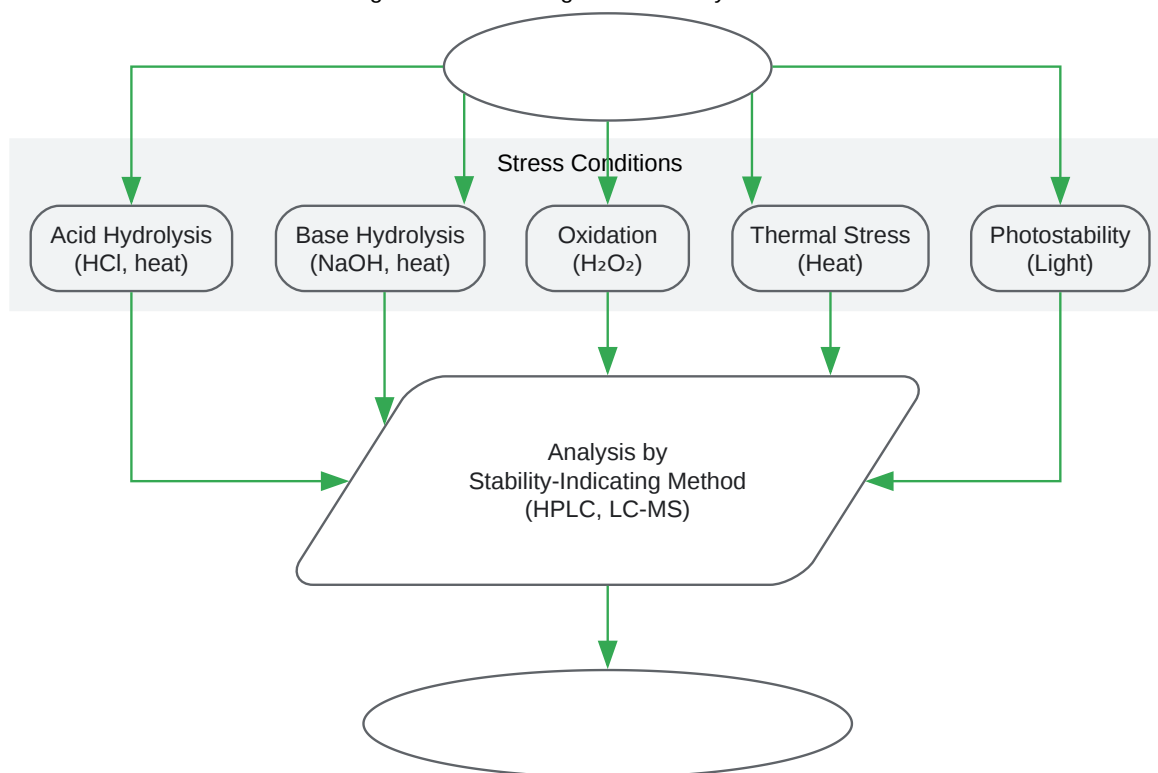 Stress Conditions
Acid Hydrolysis
(HCl, heat)
Base Hydrolysis
(NaOH, heat)
Oxidation
(H₂O₂)
Thermal Stress
(Heat)
Photostability
(Light)
Analysis by
Stability-Indicating Method
(HPLC, LC-MS)